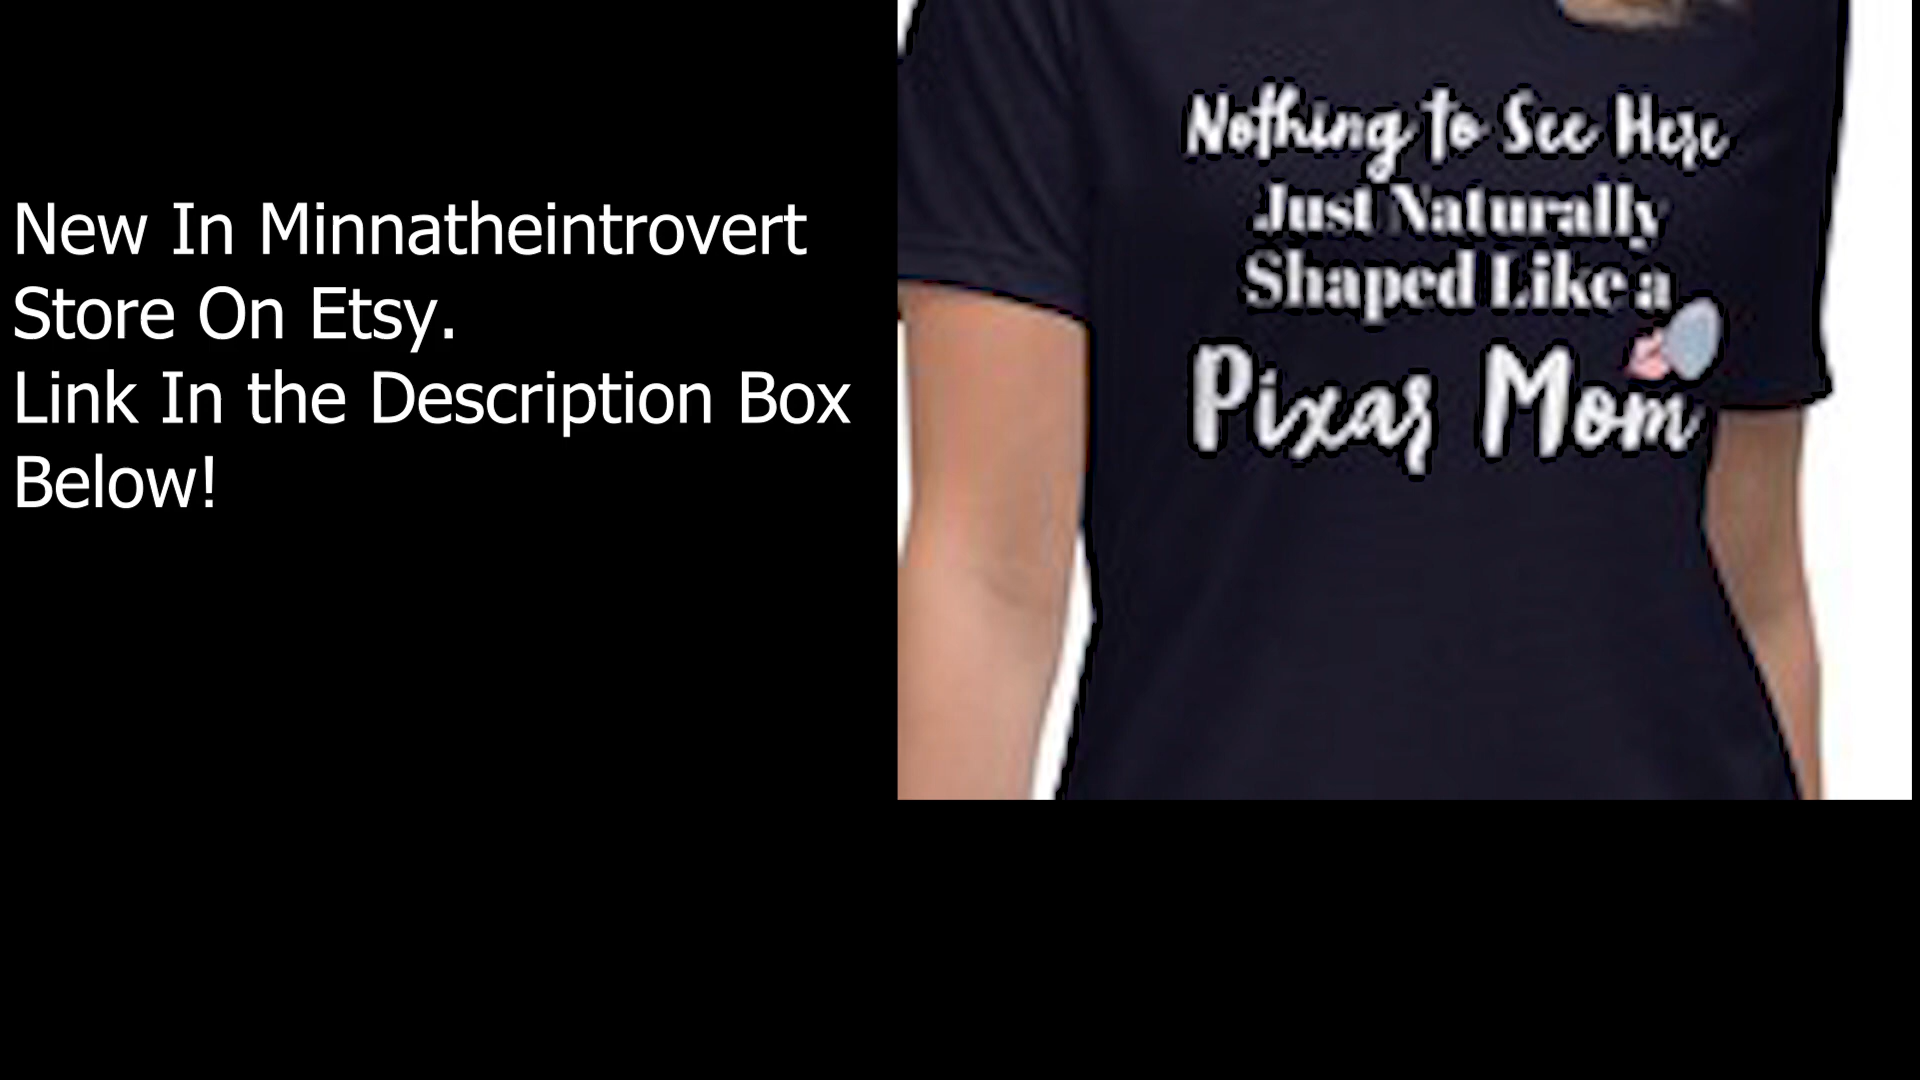 New In Minnatheintrovert
Store On Etsy.
Link In the Description Box
Below!
Nothing to See Here
Just Naturally
Shaped Like a
Pixar Mom